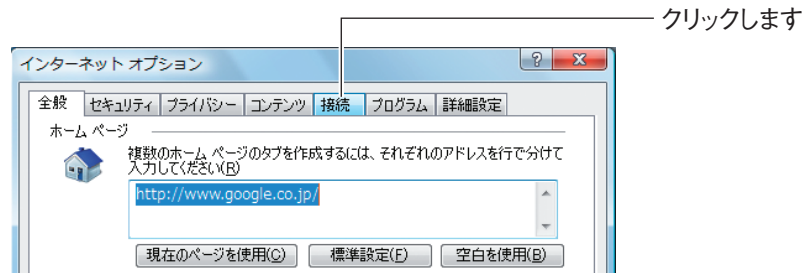 クリックします
インターネット オプション
全般 セキュリティ プライバシー コンテンツ 接続 プログラム 詳細設定
ホーム ページ
複数のホーム ページのタブを作成するには、それぞれのアドレスを行で分けて
入力してください(R)
http://www.google.co.jp/
現在のページを使用(C) 標準設定(F) 空白を使用(B)